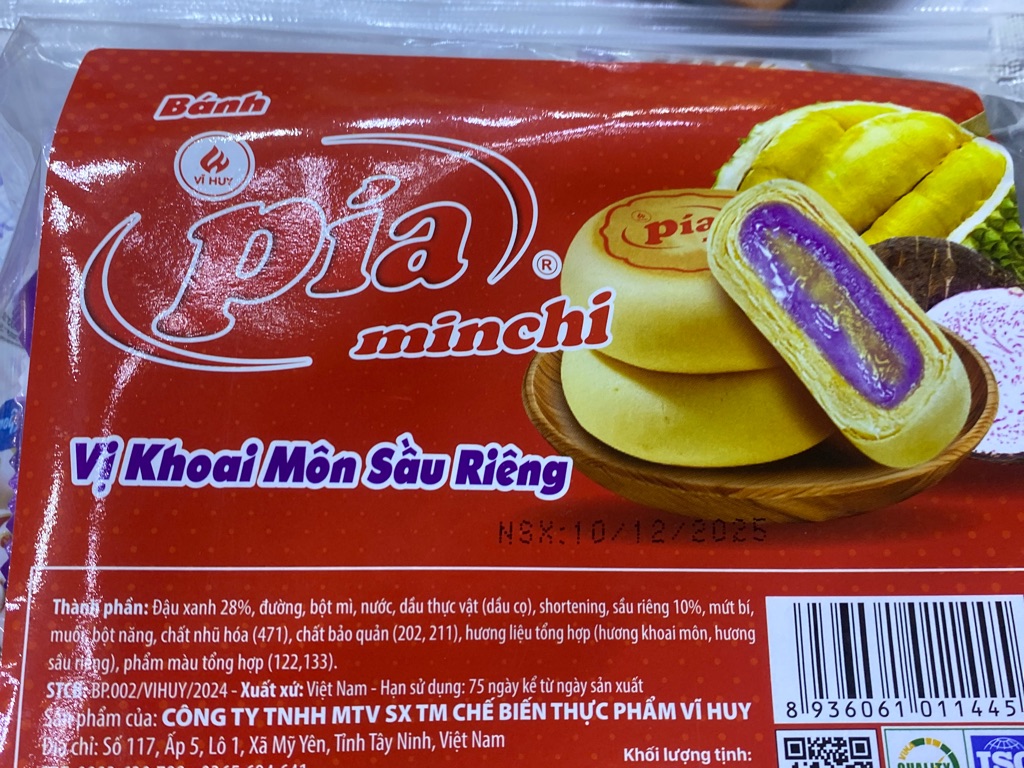 Bánh
VĨ HUY
pía
®
minchi
pía
Vị Khoai Môn Sầu Riêng
NSX:10/12/2025
Thành phần: Đậu xanh 28%, đường, bột mì, nước, dầu thực vật (dầu cọ), shortening, sầu riêng 10%, mứt bí,
muối, bột năng, chất nhũ hóa (471), chất bảo quản (202, 211), hương liệu tổng hợp (hương khoai môn, hương
sầu riêng), phẩm màu tổng hợp (122,133).
STCB: BP.002/VIHUY/2024 - Xuất xứ: Việt Nam - Hạn sử dụng: 75 ngày kể từ ngày sản xuất
Sản phẩm của: CÔNG TY TNHH MTV SX TM CHẾ BIẾN THỰC PHẨM VĨ HUY
Địa chỉ: Số 117, Ấp 5, Lô 1, Xã Mỹ Yên, Tỉnh Tây Ninh, Việt Nam
Khối lượng tịnh:
8 936061 011445
QUALITY
ISO